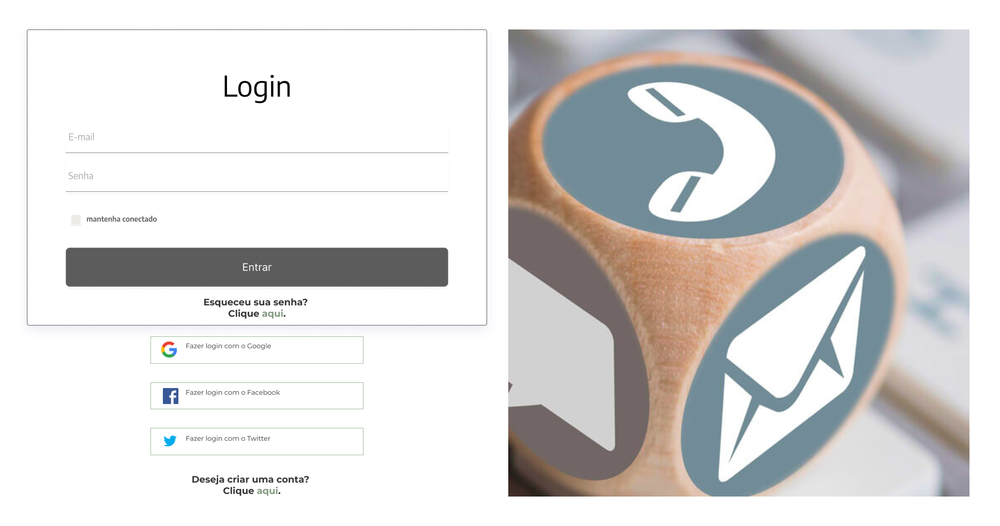 Login
E-mail
Senha
mantenha conectado
Entrar
Esqueceu sua senha?
Clique aqui.
Fazer login com o Google
Fazer login com o Facebook
Fazer login com o Twitter
Deseja criar uma conta?
Clique aqui.